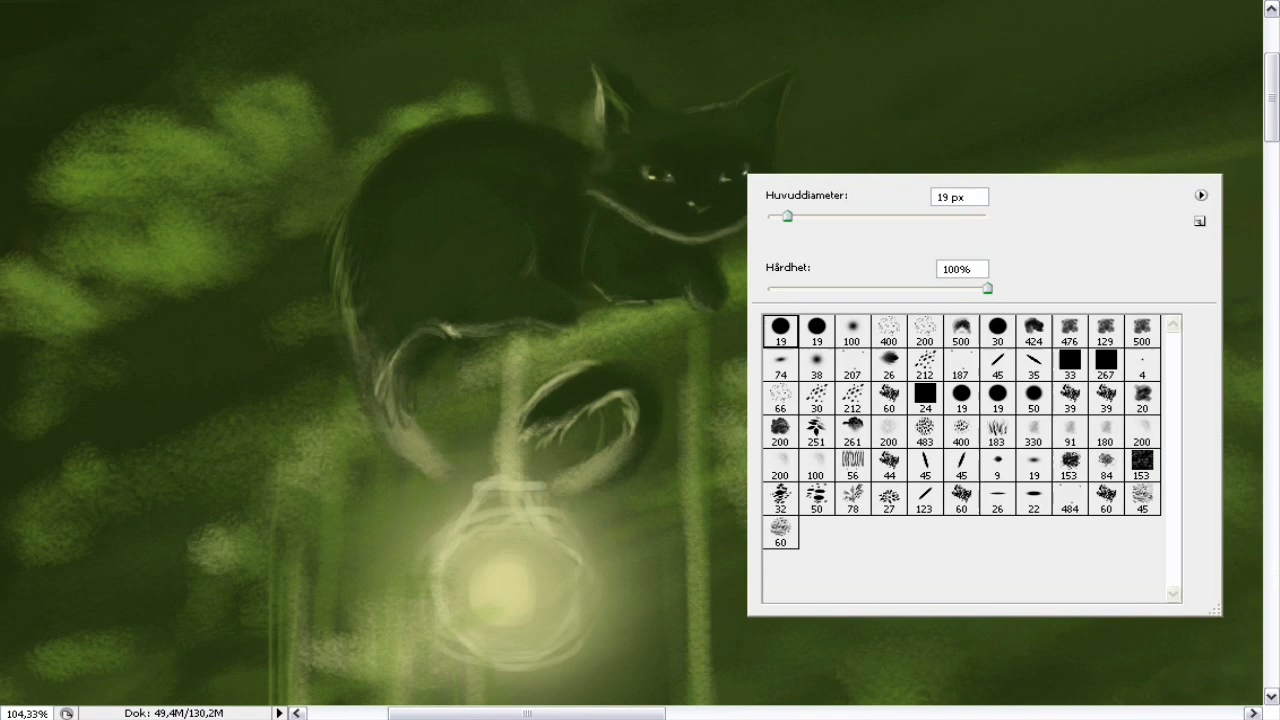 Huvuddiameter: 19 px
Hårdhet: 100%
19 19 100 400 200 500 30 424 476 129 500
74 38 207 26 212 187 45 35 33 267 4
66 30 212 60 24 19 19 50 39 39 20
200 251 261 200 483 400 183 330 91 180 200
200 100 56 44 45 45 9 19 153 84 153
32 50 78 27 123 60 26 22 484 60 45
60
104,33% Dok: 49,4M/130,2M